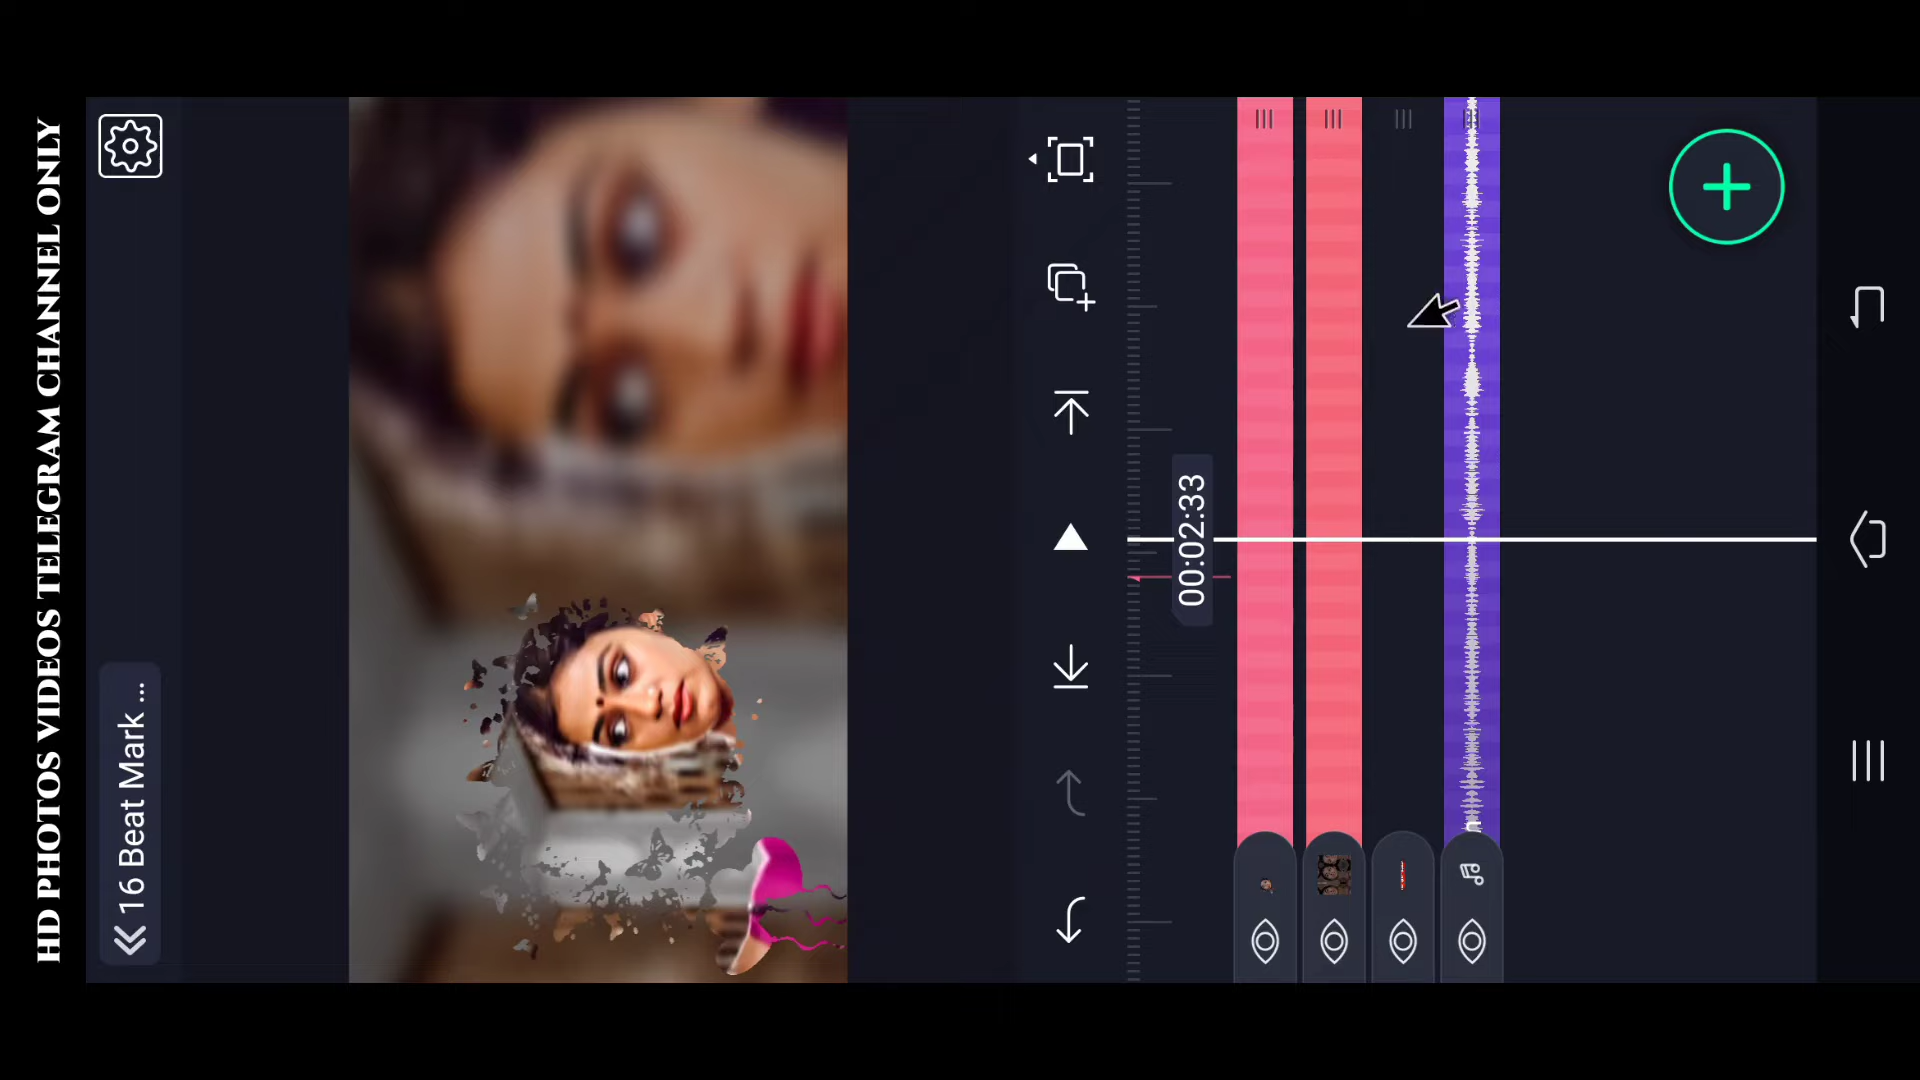 HD PHOTOS VIDEOS TELEGRAM CHANNEL ONLY
16 Beat Mark ...
00:02:33